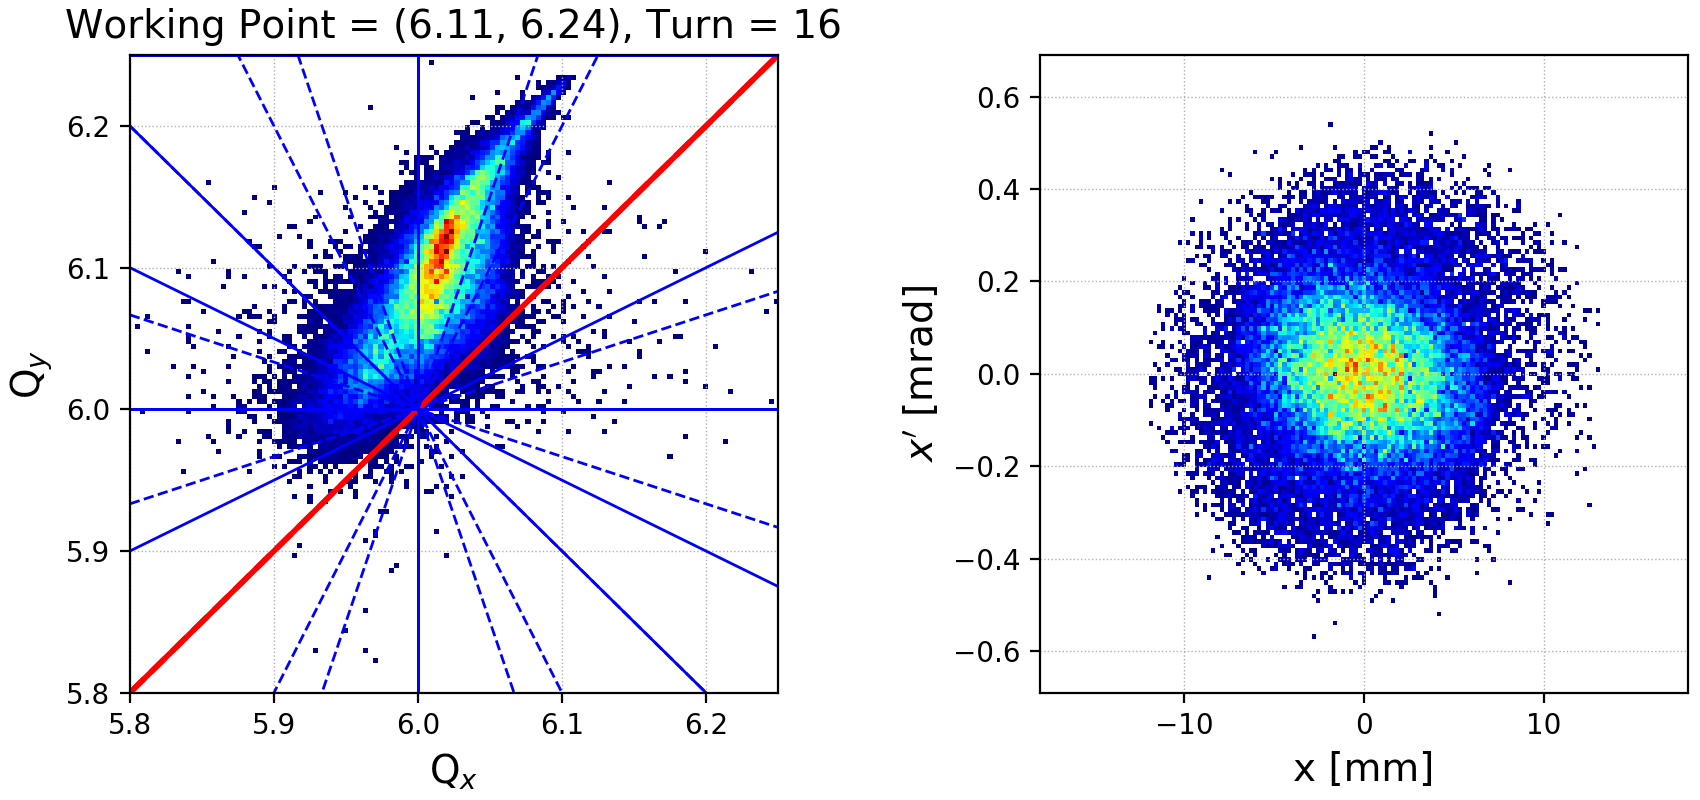 Working Point = (6.11, 6.24), Turn = 16
6.2
6.1
6.0
5.9
5.8
Q_y
5.8 5.9 6.0 6.1 6.2
Q_x
0.6
0.4
0.2
0.0
−0.2
−0.4
−0.6
x′ [mrad]
−10 0 10
x [mm]